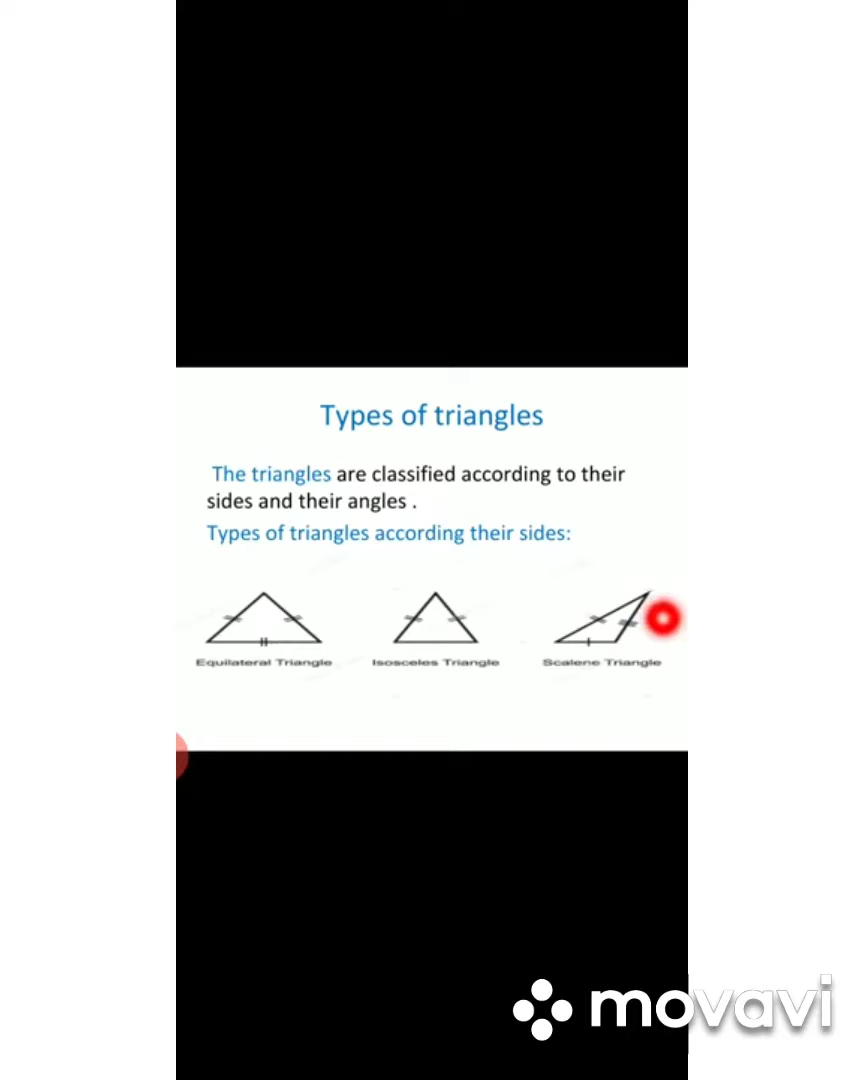 Types of triangles
The triangles are classified according to their
sides and their angles .
Types of triangles according their sides:
Equilateral Triangle
Isosceles Triangle
Scalene Triangle
movavi